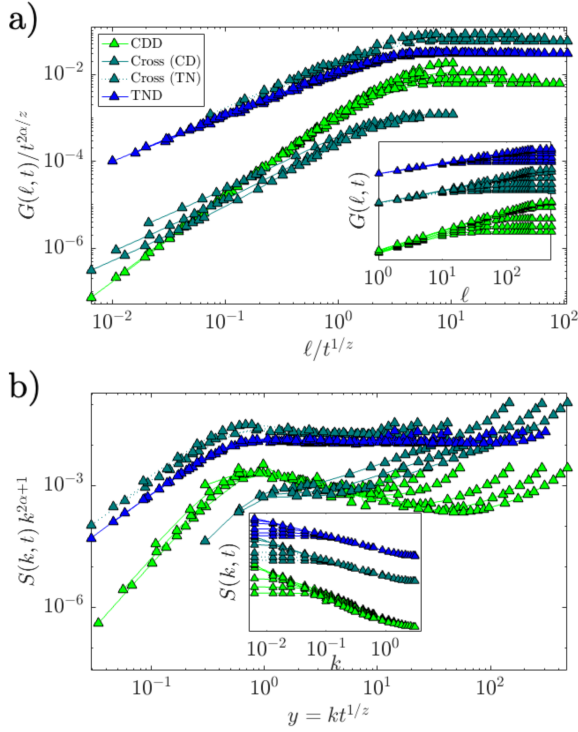 a)
CDD
Cross (CD)
Cross (TN)
TND
10^{-2}
10^{-4}
10^{-6}
G(ℓ, t)/t^{2α/z}
G(ℓ, t)
10^0 10^1 10^2
ℓ
10^{-2} 10^{-1} 10^0 10^1 10^2
ℓ/t^{1/z}
b)
10^{-3}
10^{-6}
S(k, t) k^{2α+1}
S(k, t)
10^{-2} 10^{-1} 10^0
k
10^{-1} 10^0 10^1 10^2
y = kt^{1/z}